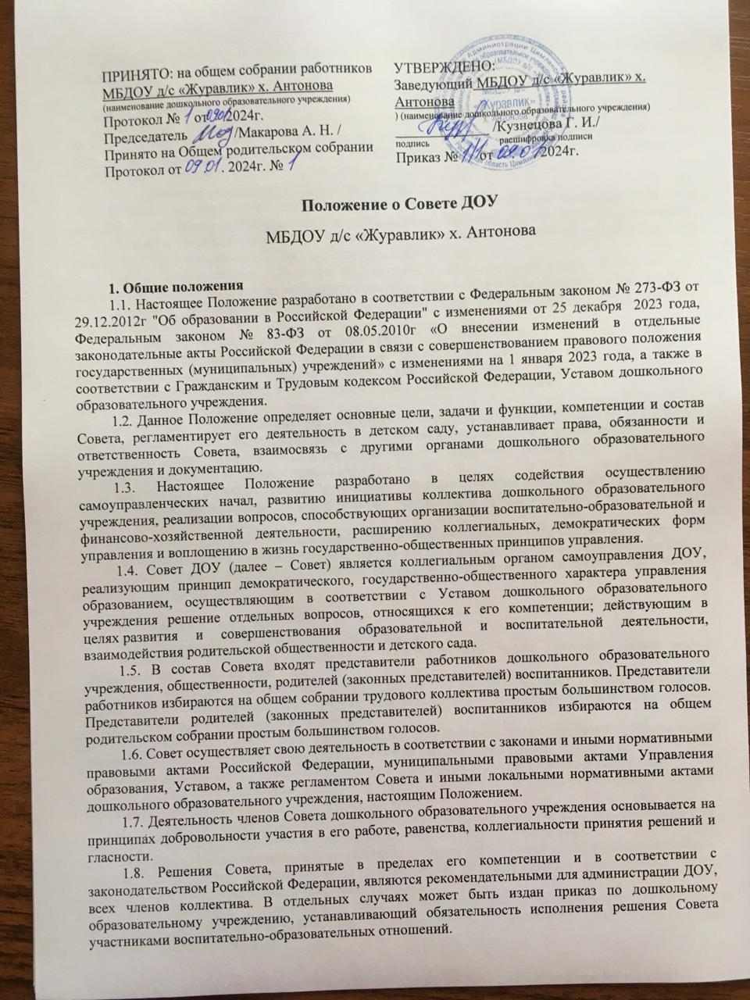 ПРИНЯТО: на общем собрании работников
МБДОУ д/с «Журавлик» х. Антонова
(наименование дошкольного образовательного учреждения)
Протокол № 1 от 09.01 2024г.
Председатель /Макарова А. Н. /
Принято на Общем родительском собрании
Протокол от 09.01. 2024г. № 1
УТВЕРЖДЕНО:
Заведующий МБДОУ д/с «Журавлик» х.
Антонова
) (наименование дошкольного образовательного учреждения)
/Кузнецова Г. И./
подпись расшифровка подписи
Приказ № от 09.01 2024г.
«Журавлик»
Положение о Совете ДОУ
МБДОУ д/с «Журавлик» х. Антонова
1. Общие положения
1.1. Настоящее Положение разработано в соответствии с Федеральным законом № 273-ФЗ от
29.12.2012г "Об образовании в Российской Федерации" с изменениями от 25 декабря 2023 года,
Федеральным законом № 83-ФЗ от 08.05.2010г «О внесении изменений в отдельные
законодательные акты Российской Федерации в связи с совершенствованием правового положения
государственных (муниципальных) учреждений» с изменениями на 1 января 2023 года, а также в
соответствии с Гражданским и Трудовым кодексом Российской Федерации, Уставом дошкольного
образовательного учреждения.
1.2. Данное Положение определяет основные цели, задачи и функции, компетенции и состав
Совета, регламентирует его деятельность в детском саду, устанавливает права, обязанности и
ответственность Совета, взаимосвязь с другими органами дошкольного образовательного
учреждения и документацию.
1.3. Настоящее Положение разработано в целях содействия осуществлению
самоуправленческих начал, развитию инициативы коллектива дошкольного образовательного
учреждения, реализации вопросов, способствующих организации воспитательно-образовательной и
финансово-хозяйственной деятельности, расширению коллегиальных, демократических форм
управления и воплощению в жизнь государственно-общественных принципов управления.
1.4. Совет ДОУ (далее – Совет) является коллегиальным органом самоуправления ДОУ,
реализующим принцип демократического, государственно-общественного характера управления
образованием, осуществляющим в соответствии с Уставом дошкольного образовательного
учреждения решение отдельных вопросов, относящихся к его компетенции; действующим в
целях развития и совершенствования образовательной и воспитательной деятельности,
взаимодействия родительской общественности и детского сада.
1.5. В состав Совета входят представители работников дошкольного образовательного
учреждения, общественности, родителей (законных представителей) воспитанников. Представители
работников избираются на общем собрании трудового коллектива простым большинством голосов.
Представители родителей (законных представителей) воспитанников избираются на общем
родительском собрании простым большинством голосов.
1.6. Совет осуществляет свою деятельность в соответствии с законами и иными нормативными
правовыми актами Российской Федерации, муниципальными правовыми актами Управления
образования, Уставом, а также регламентом Совета и иными локальными нормативными актами
дошкольного образовательного учреждения, настоящим Положением.
1.7. Деятельность членов Совета дошкольного образовательного учреждения основывается на
принципах добровольности участия в его работе, равенства, коллегиальности принятия решений и
гласности.
1.8. Решения Совета, принятые в пределах его компетенции и в соответствии с
законодательством Российской Федерации, являются рекомендательными для администрации ДОУ,
всех членов коллектива. В отдельных случаях может быть издан приказ по дошкольному
образовательному учреждению, устанавливающий обязательность исполнения решения Совета
участниками воспитательно-образовательных отношений.